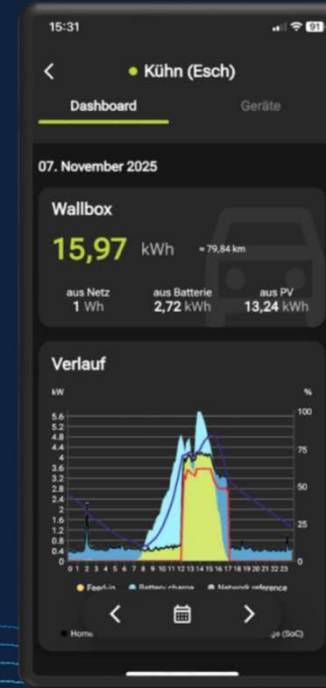 15:31
91
Kühn (Esch)
Dashboard Geräte
07. November 2025
Wallbox
15,97 kWh ≈79,84 km
aus Netz aus Batterie aus PV
1 Wh 2,72 kWh 13,24 kWh
Verlauf
kW %
5.6 100
5.2
4.8
4.4 75
4
3.6
3.2
2.8 50
2.4
2
1.6 25
1.2
0.8
0.4
0 0
0 1 2 3 4 5 6 7 8 9 10 11 12 13 14 15 16 17 18 19 20 21 22 23
Feed-in Battery charge Network reference
Home (SoC)